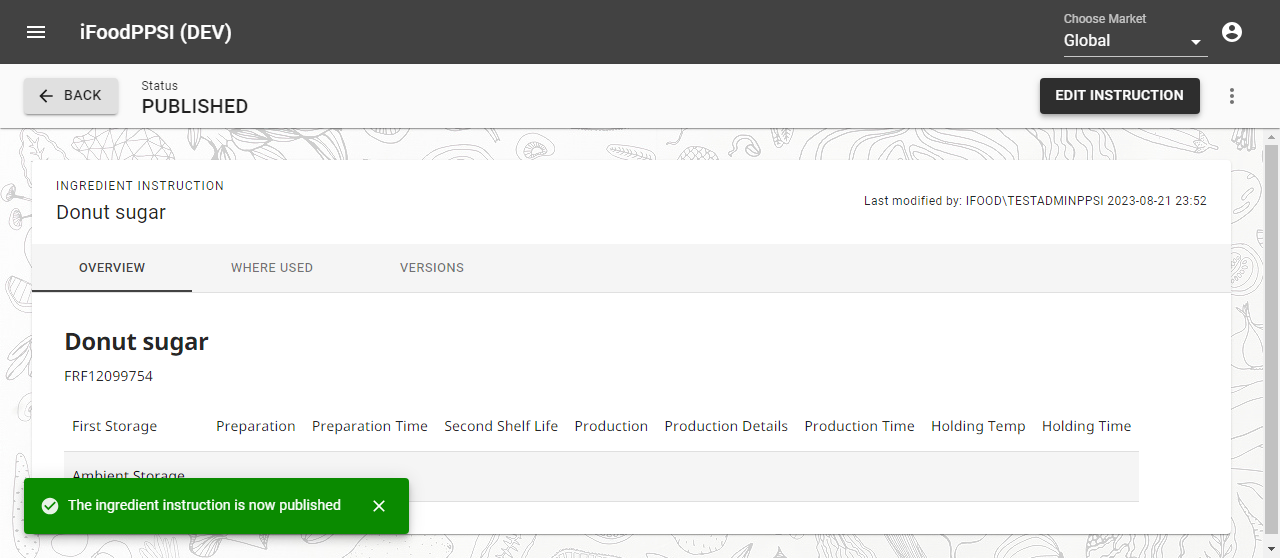 iFoodPPSI (DEV)
Choose Market
Global
BACK
Status
PUBLISHED
EDIT INSTRUCTION
INGREDIENT INSTRUCTION
Donut sugar
Last modified by: IFOOD\TESTADMINPPSI 2023-08-21 23:52
OVERVIEW WHERE USED VERSIONS
Donut sugar
FRF12099754
First Storage Preparation Preparation Time Second Shelf Life Production Production Details Production Time Holding Temp Holding Time
Ambient Storage
The ingredient instruction is now published